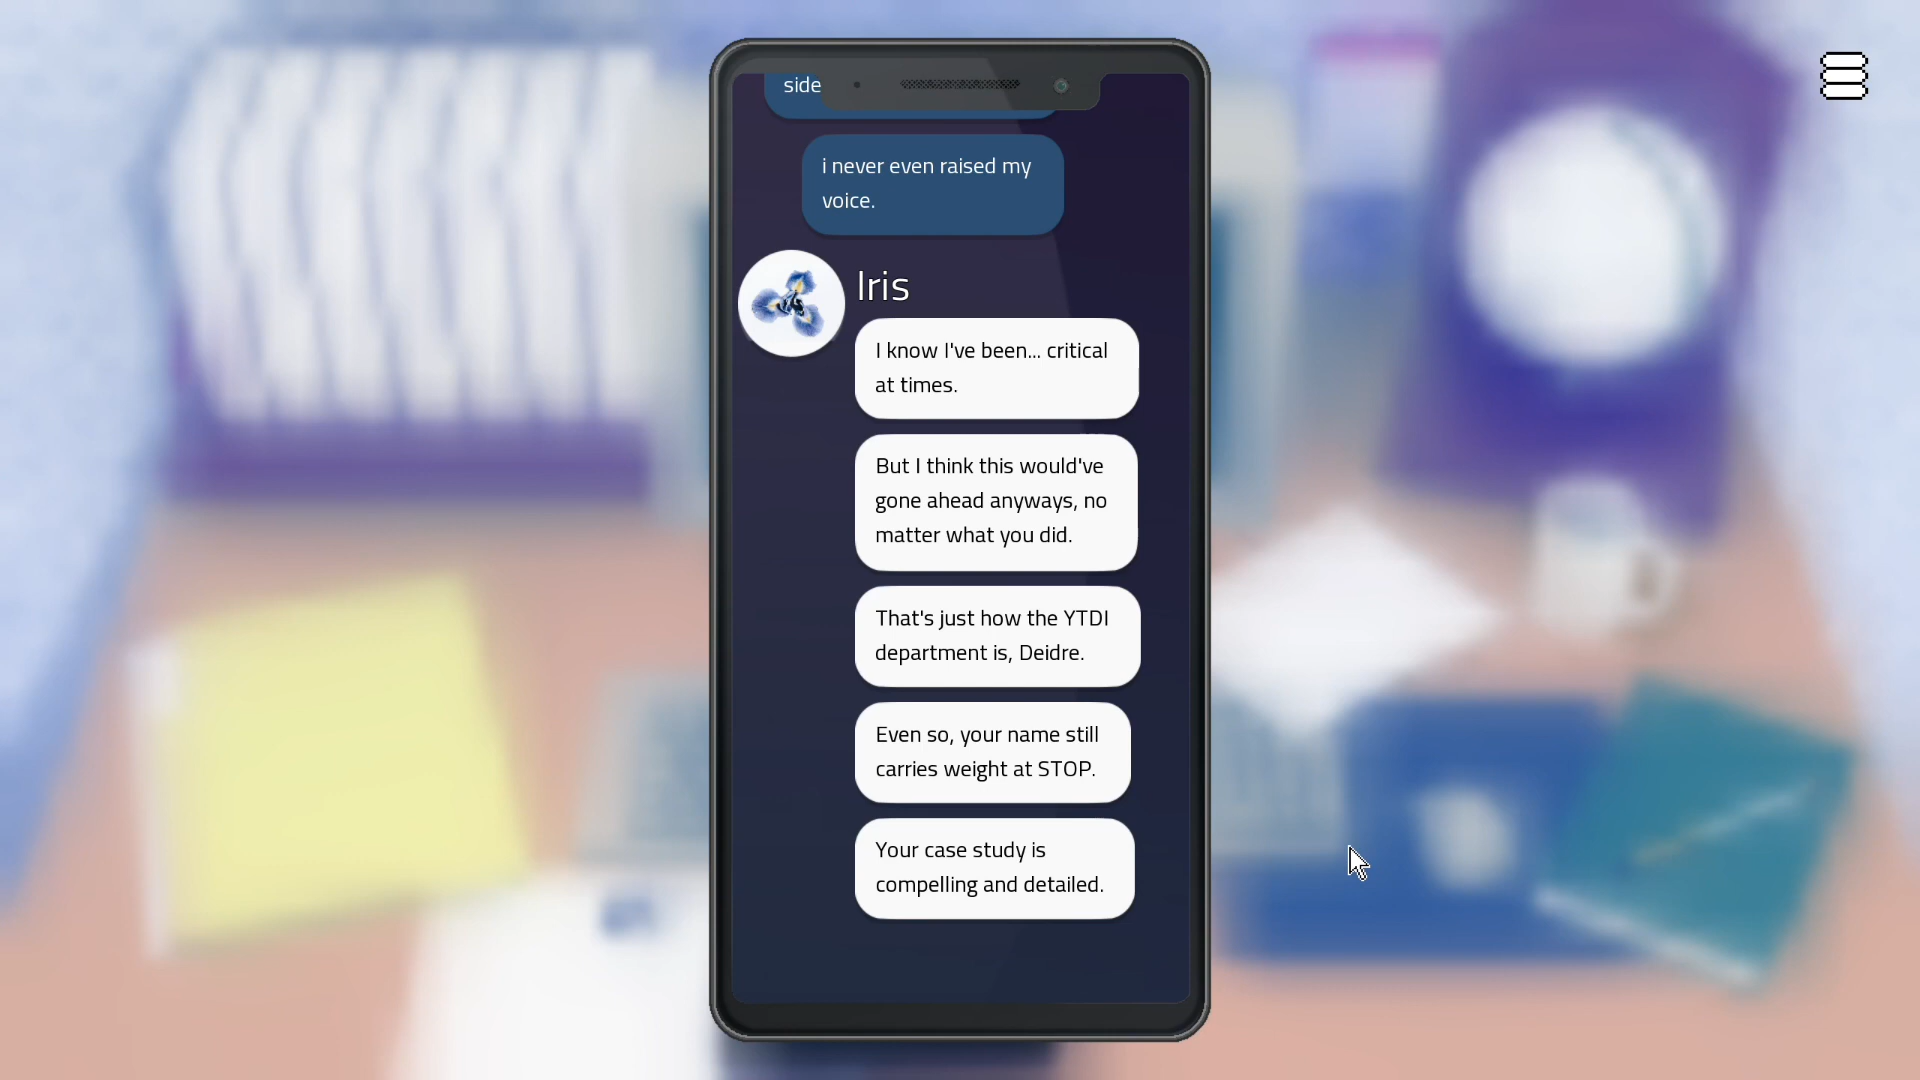 side
i never even raised my
voice.
Iris
I know I've been... critical
at times.
But I think this would've
gone ahead anyways, no
matter what you did.
That's just how the YTDI
department is, Deidre.
Even so, your name still
carries weight at STOP.
Your case study is
compelling and detailed.